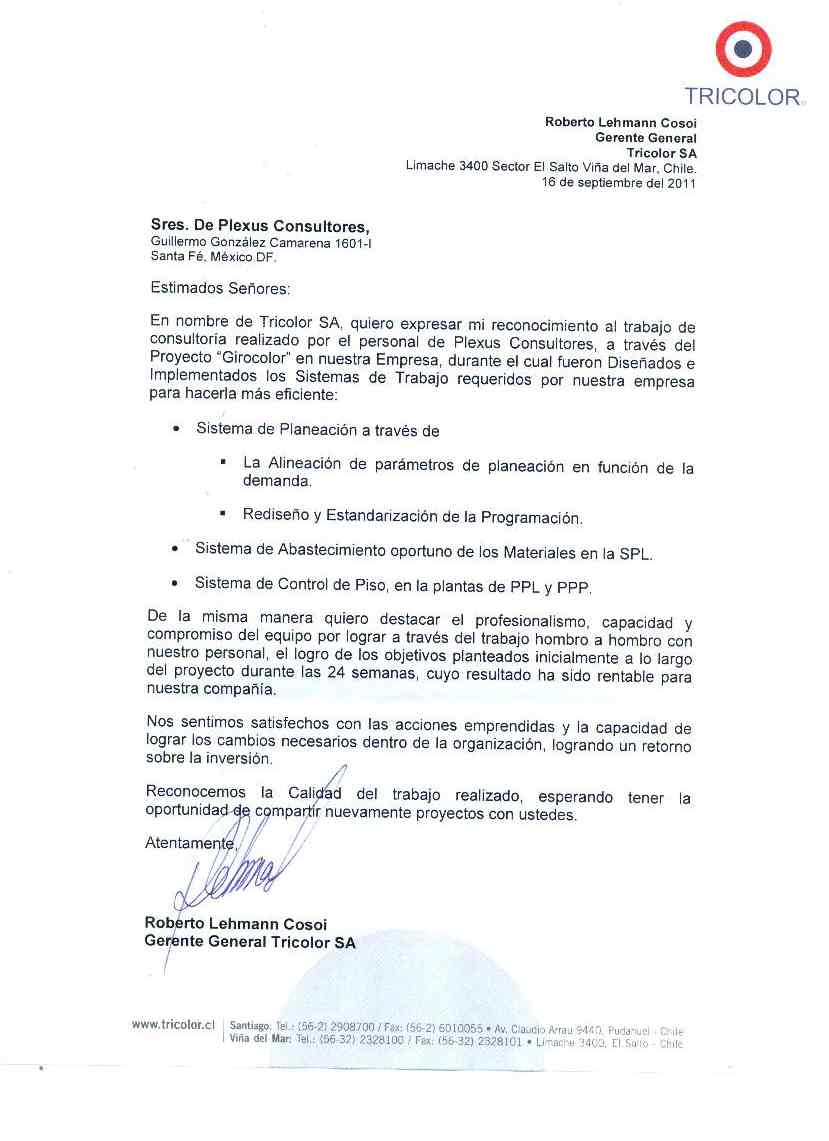 TRICOLOR
Roberto Lehmann Cosoi
Gerente General
Tricolor SA
Limache 3400 Sector El Salto Viña del Mar, Chile.
16 de septiembre del 2011
Sres. De Plexus Consultores,
Guillermo González Camarena 1601-I
Santa Fé, México DF.
Estimados Señores:
En nombre de Tricolor SA, quiero expresar mi reconocimiento al trabajo de
consultoría realizado por el personal de Plexus Consultores, a través del
Proyecto “Girocolor” en nuestra Empresa, durante el cual fueron Diseñados e
Implementados los Sistemas de Trabajo requeridos por nuestra empresa
para hacerla más eficiente:
• Sistema de Planeación a través de
▪ La Alineación de parámetros de planeación en función de la
demanda.
▪ Rediseño y Estandarización de la Programación.
• Sistema de Abastecimiento oportuno de los Materiales en la SPL.
• Sistema de Control de Piso, en la plantas de PPL y PPP.
De la misma manera quiero destacar el profesionalismo, capacidad y
compromiso del equipo por lograr a través del trabajo hombro a hombro con
nuestro personal, el logro de los objetivos planteados inicialmente a lo largo
del proyecto durante las 24 semanas, cuyo resultado ha sido rentable para
nuestra compañía.
Nos sentimos satisfechos con las acciones emprendidas y la capacidad de
lograr los cambios necesarios dentro de la organización, logrando un retorno
sobre la inversión.
Reconocemos la Calidad del trabajo realizado, esperando tener la
oportunidad de compartir nuevamente proyectos con ustedes.
Atentamente,
Roberto Lehmann Cosoi
Gerente General Tricolor SA
www.tricolor.cl | Santiago. Tel.: (56-2) 2908700 / Fax: (56-2) 6010055 • Av. Claudio Arrau 9440, Pudahuel - Chile
Viña del Mar: Tel.: (56-32) 2328100 / Fax: (56-32) 2328101 • Limache 3400, El Salto - Chile